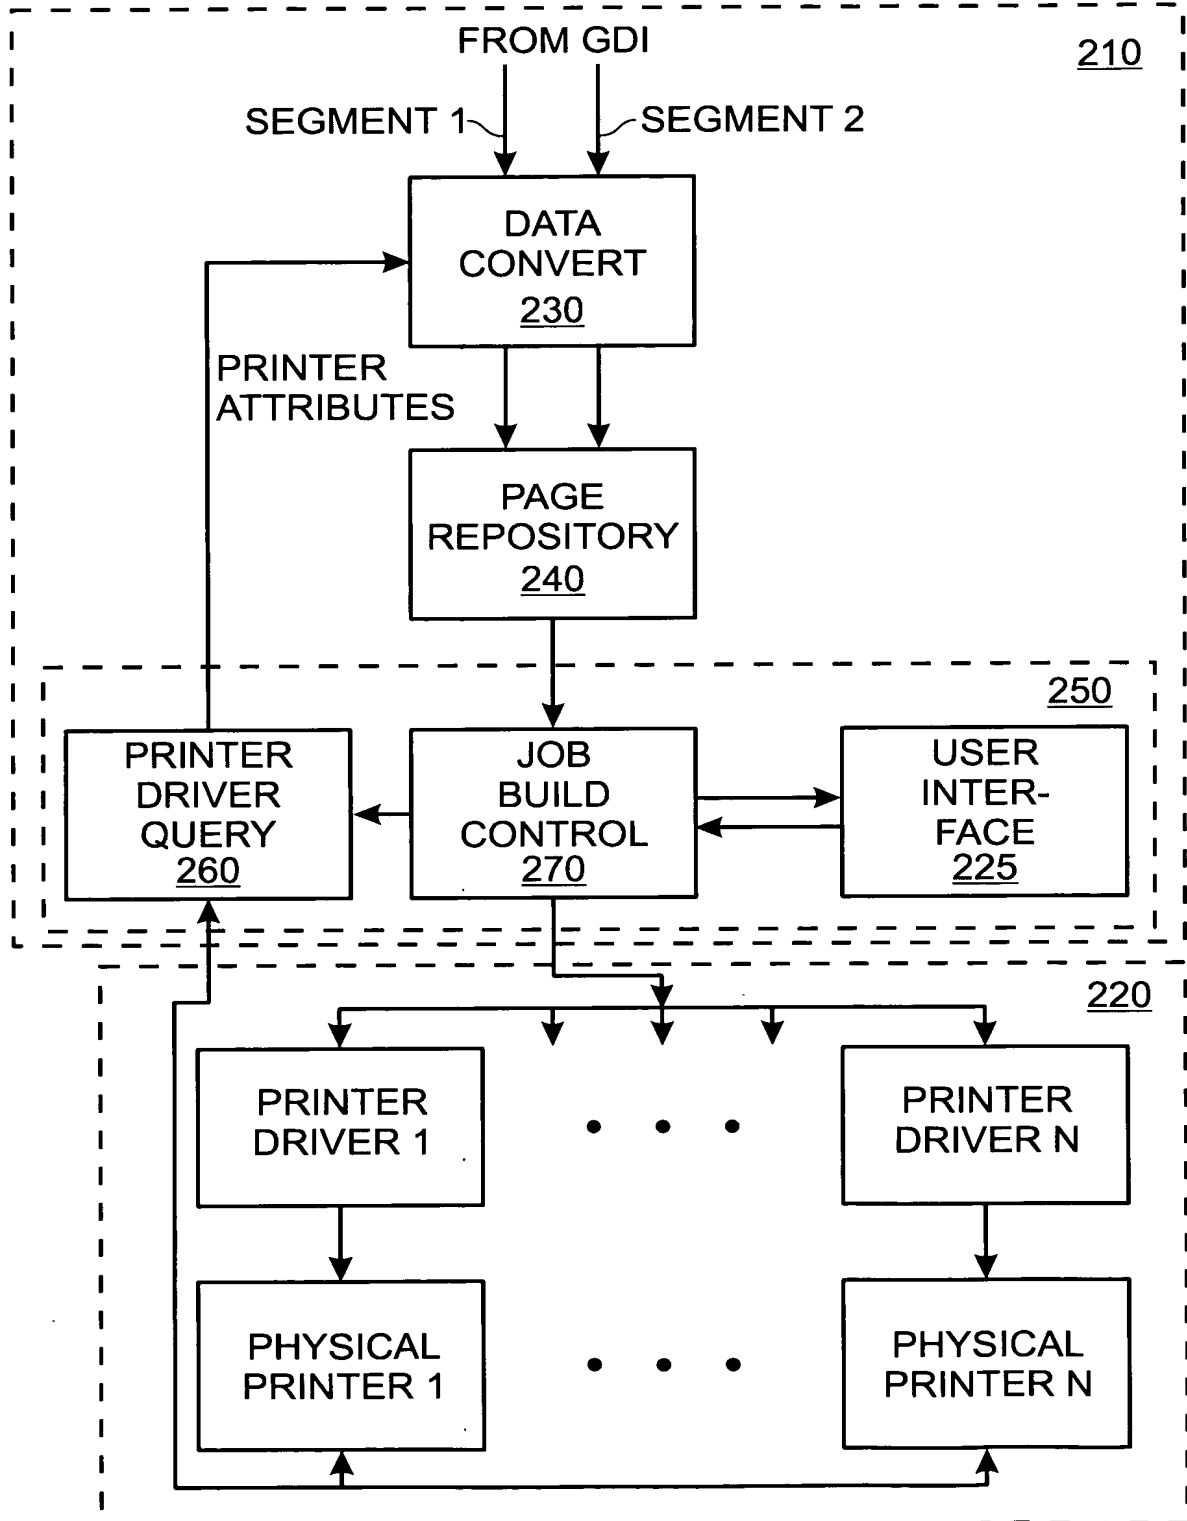 FROM GDI
210
SEGMENT 1
SEGMENT 2
DATA
CONVERT
230
PRINTER
ATTRIBUTES
PAGE
REPOSITORY
240
250
PRINTER
DRIVER
QUERY
260
JOB
BUILD
CONTROL
270
USER
INTER-
FACE
225
220
PRINTER
DRIVER 1
PRINTER
DRIVER N
PHYSICAL
PRINTER 1
PHYSICAL
PRINTER N